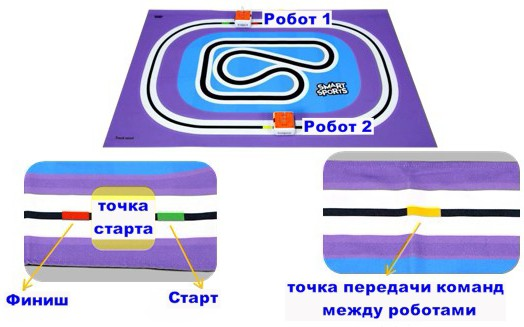 Робот 1
SMART
SPORTS
Робот 2
точка
старта
Финиш
Старт
точка передачи команд
между роботами